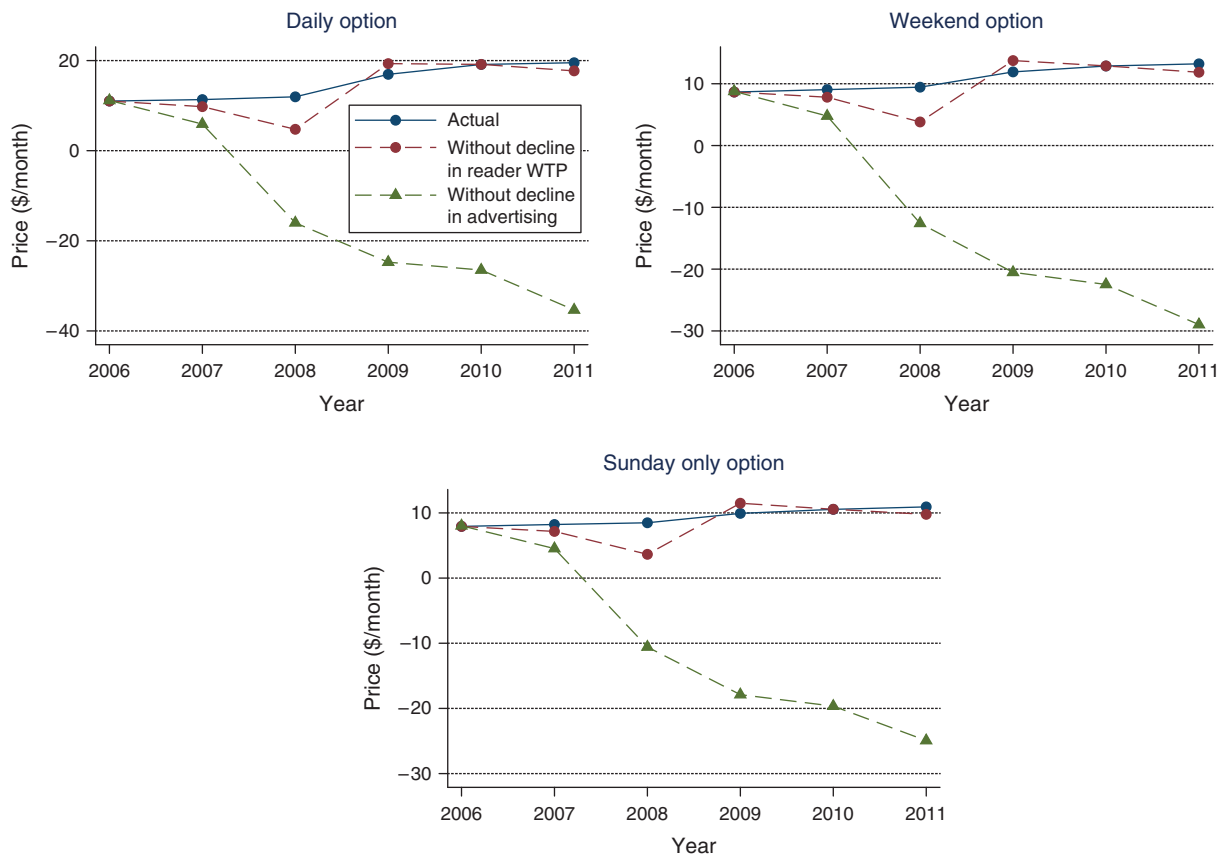 Daily option
20
0
−20
−40
Price ($/month)
2006 2007 2008 2009 2010 2011
Year
Actual
Without decline
in reader WTP
Without decline
in advertising
Weekend option
10
0
−10
−20
−30
Price ($/month)
2006 2007 2008 2009 2010 2011
Year
Sunday only option
10
0
−10
−20
−30
Price ($/month)
2006 2007 2008 2009 2010 2011
Year